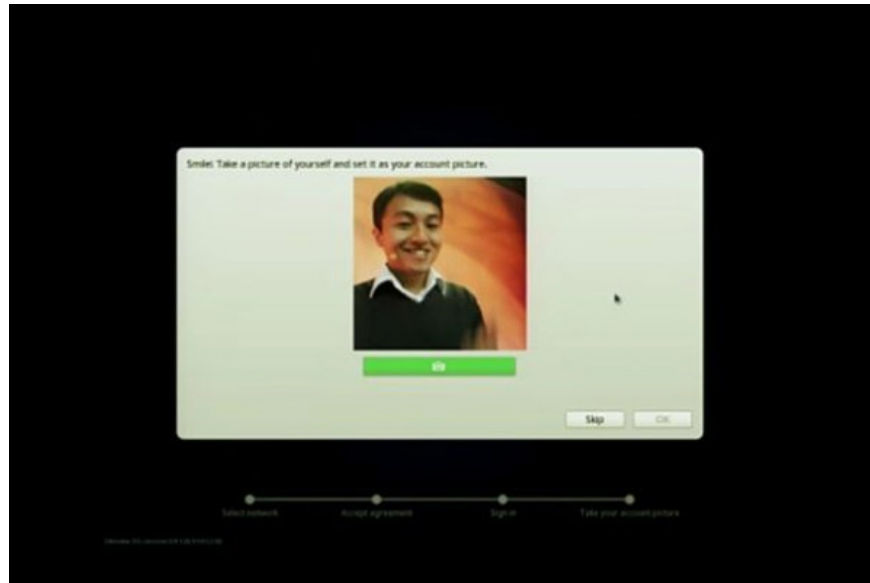 Smile! Take a picture of yourself and set it as your account picture.
Skip
OK
Select network
Accept agreement
Sign in
Take your account picture